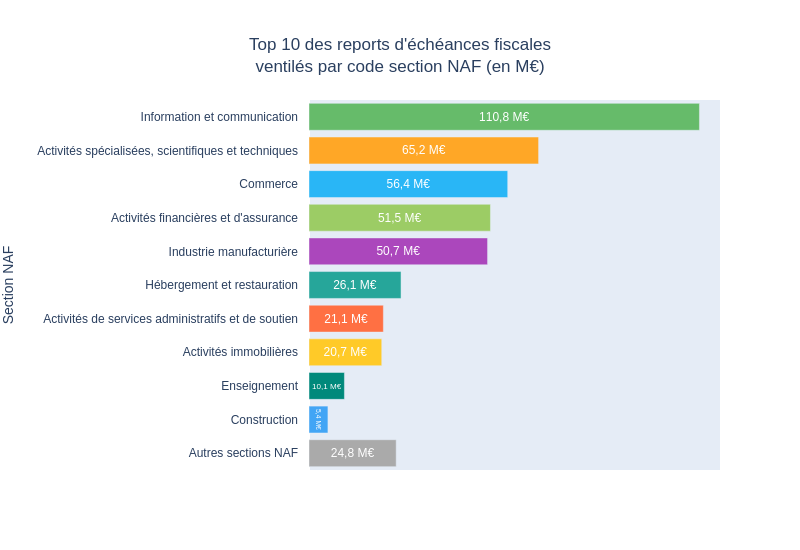 Top 10 des reports d'échéances fiscales
ventilés par code section NAF (en M€)
Section NAF
Information et communication 110,8 M€
Activités spécialisées, scientifiques et techniques 65,2 M€
Commerce 56,4 M€
Activités financières et d'assurance 51,5 M€
Industrie manufacturière 50,7 M€
Hébergement et restauration 26,1 M€
Activités de services administratifs et de soutien 21,1 M€
Activités immobilières 20,7 M€
Enseignement 10,1 M€
Construction 5,4 M€
Autres sections NAF 24,8 M€